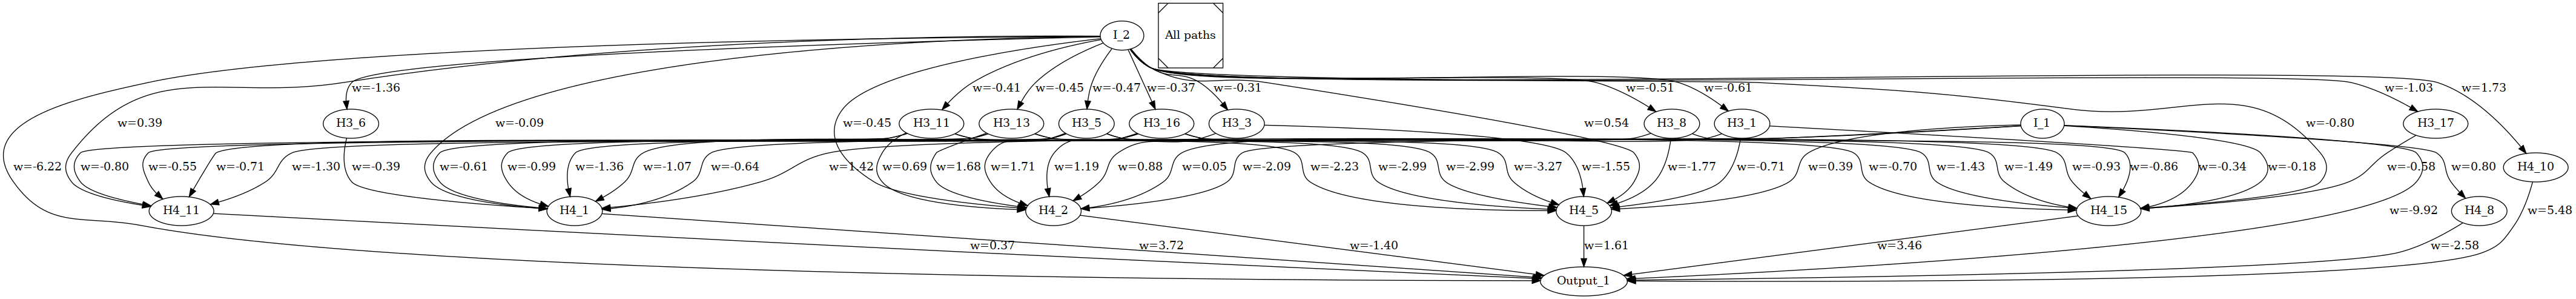 I_2
All paths
w=-1.36
w=-0.41
w=-0.45
w=-0.47
w=-0.37
w=-0.31
w=-0.51
w=-0.61
w=-1.03
w=1.73
w=0.39
H3_6
w=-0.09
w=-0.45
H3_11
H3_13
H3_5
H3_16
H3_3
w=0.54
H3_8
H3_1
I_1
w=-0.80
H3_17
w=-6.22
w=-0.80
w=-0.55
w=-0.71
w=-1.30
w=-0.39
w=-0.61
w=-0.99
w=-1.36
w=-1.07
w=-0.64
w=1.42
w=0.69
w=1.68
w=1.71
w=1.19
w=0.88
w=0.05
w=-2.09
w=-2.23
w=-2.99
w=-2.99
w=-3.27
w=-1.55
w=-1.77
w=-0.71
w=0.39
w=-0.70
w=-1.43
w=-1.49
w=-0.93
w=-0.86
w=-0.34
w=-0.18
w=-0.58
w=0.80
H4_10
H4_11
H4_1
H4_2
H4_5
H4_15
w=-9.92
H4_8
w=5.48
w=0.37
w=3.72
w=-1.40
w=1.61
w=3.46
w=-2.58
Output_1